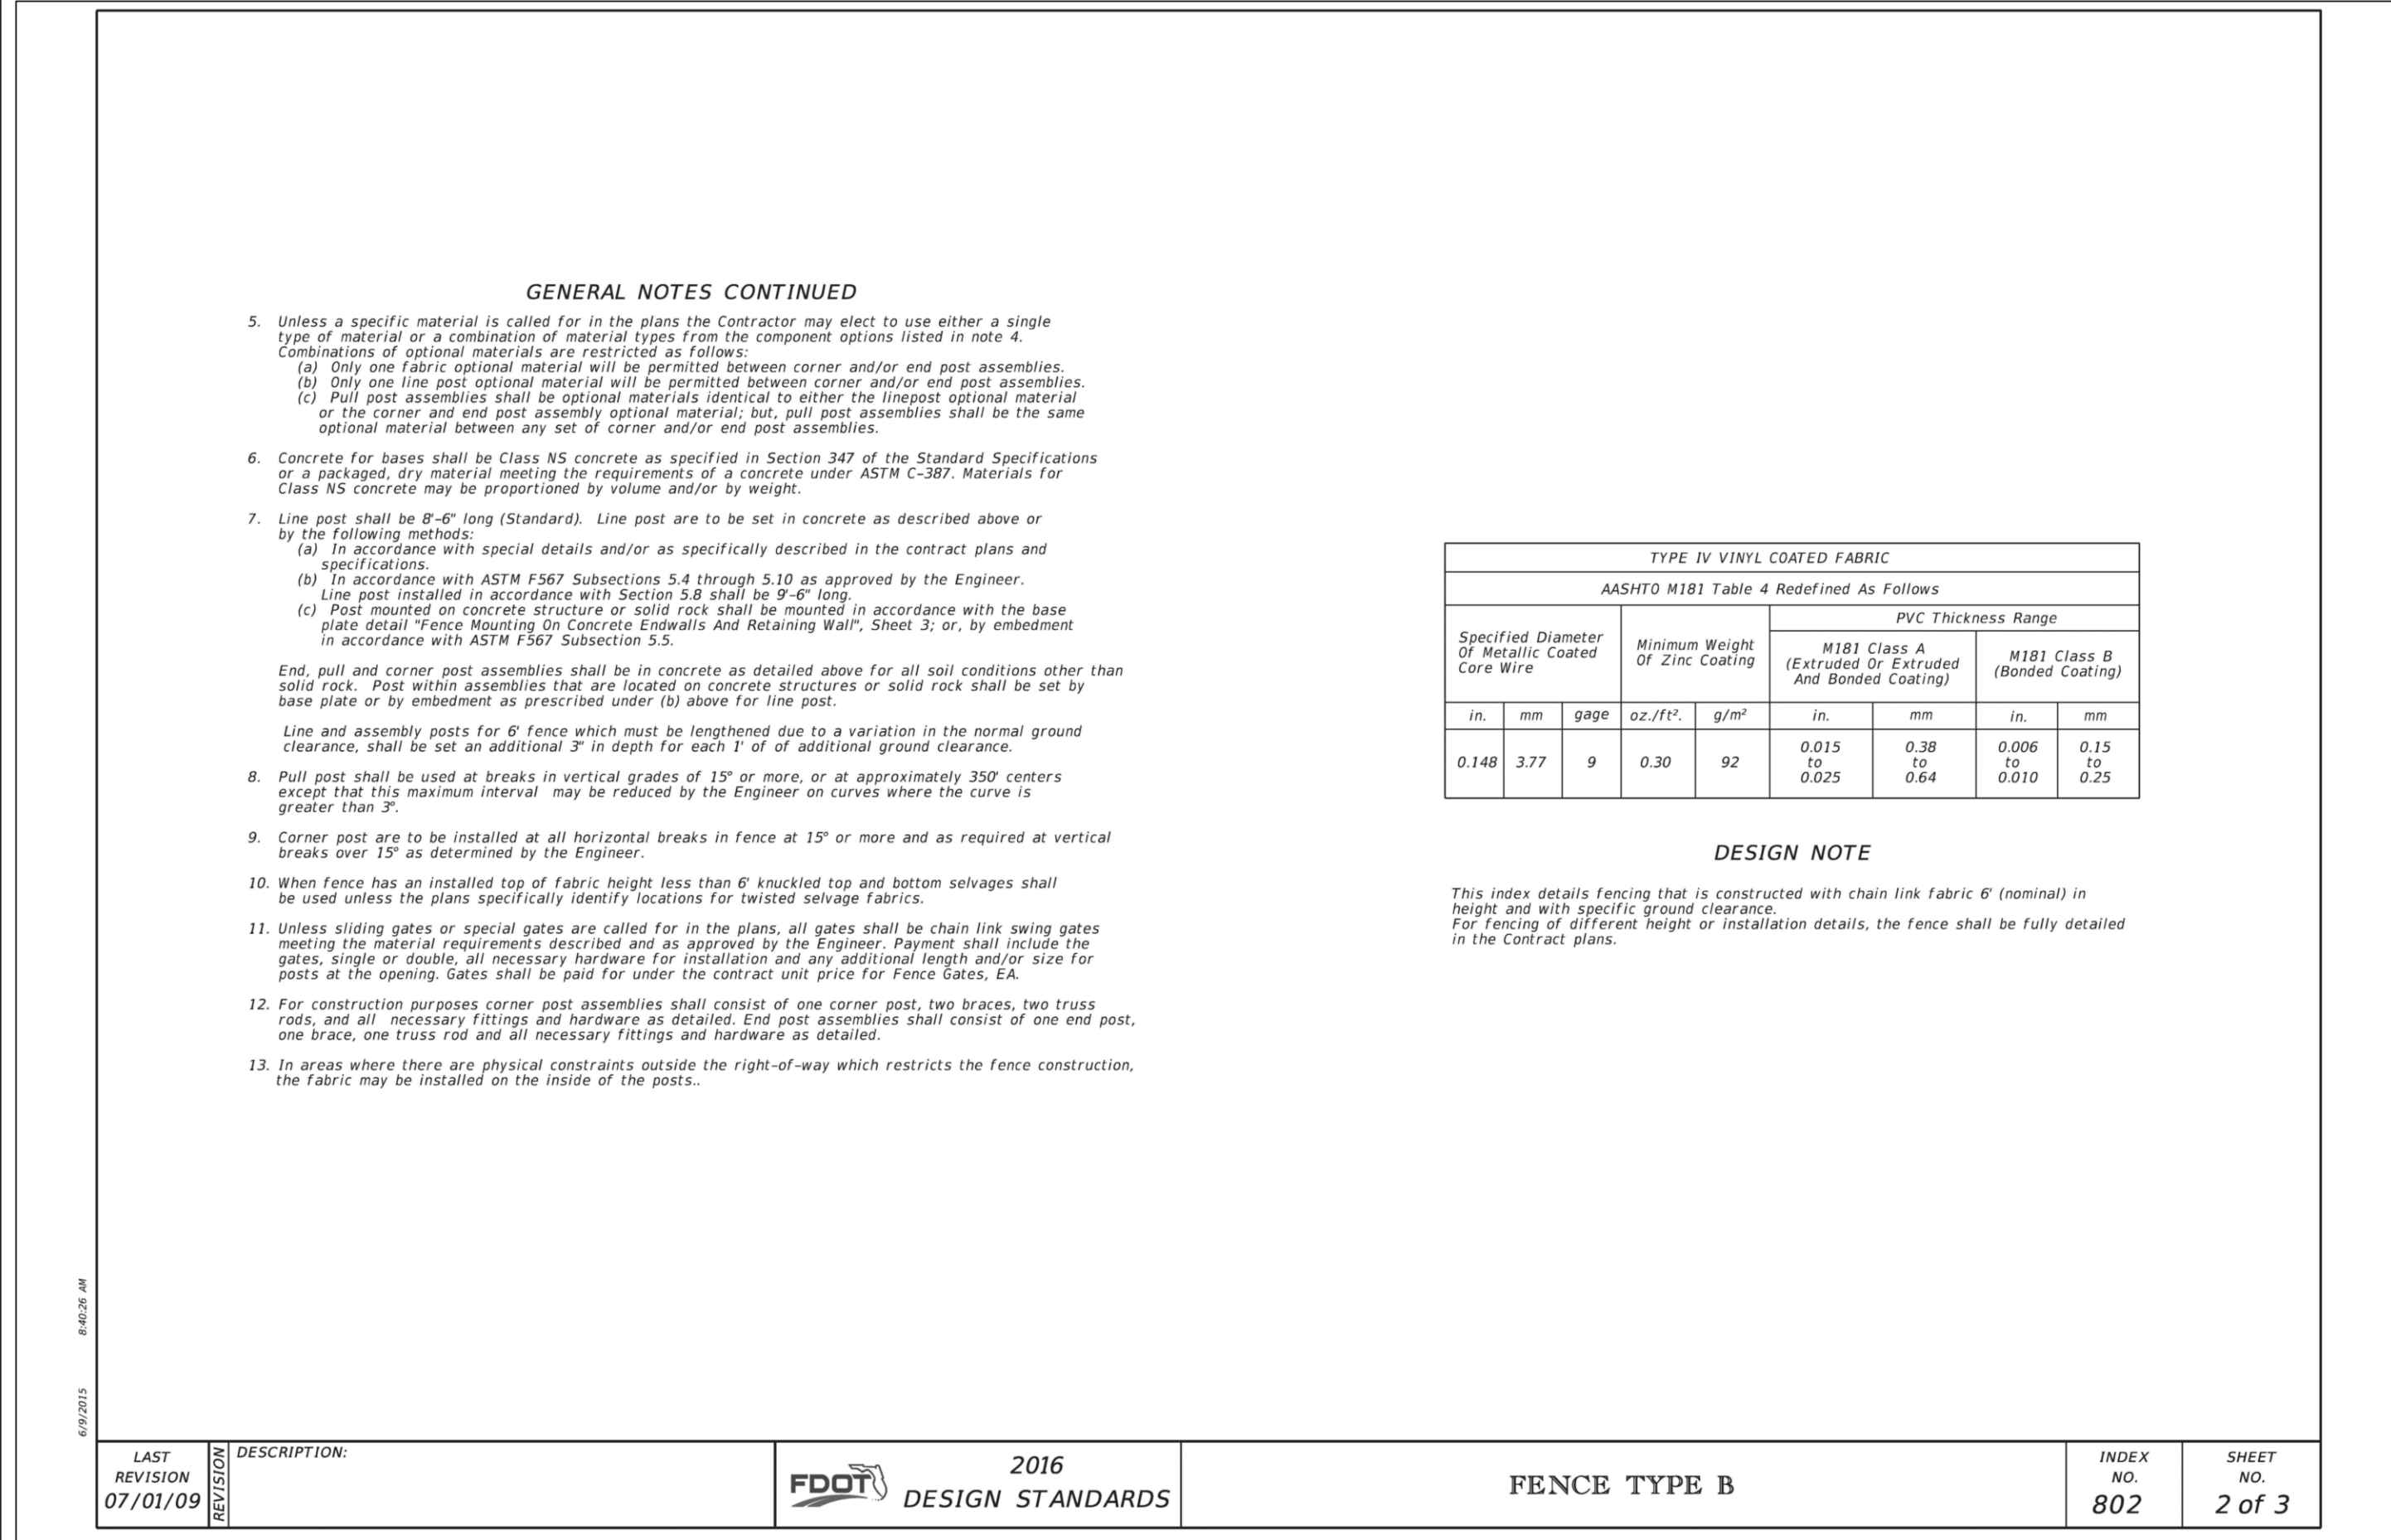 GENERAL NOTES CONTINUED
5. Unless a specific material is called for in the plans the Contractor may elect to use either a single
type of material or a combination of material types from the component options listed in note 4.
Combinations of optional materials are restricted as follows:
(a) Only one fabric optional material will be permitted between corner and/or end post assemblies.
(b) Only one line post optional material will be permitted between corner and/or end post assemblies.
(c) Pull post assemblies shall be optional materials identical to either the linepost optional material
or the corner and end post assembly optional material; but, pull post assemblies shall be the same
optional material between any set of corner and/or end post assemblies.
6. Concrete for bases shall be Class NS concrete as specified in Section 347 of the Standard Specifications
or a packaged, dry material meeting the requirements of a concrete under ASTM C-387. Materials for
Class NS concrete may be proportioned by volume and/or by weight.
7. Line post shall be 8'-6" long (Standard). Line post are to be set in concrete as described above or
by the following methods:
(a) In accordance with special details and/or as specifically described in the contract plans and
specifications.
(b) In accordance with ASTM F567 Subsections 5.4 through 5.10 as approved by the Engineer.
Line post installed in accordance with Section 5.8 shall be 9'-6" long.
(c) Post mounted on concrete structure or solid rock shall be mounted in accordance with the base
plate detail "Fence Mounting On Concrete Endwalls And Retaining Wall", Sheet 3; or, by embedment
in accordance with ASTM F567 Subsection 5.5.
End, pull and corner post assemblies shall be in concrete as detailed above for all soil conditions other than
solid rock. Post within assemblies that are located on concrete structures or solid rock shall be set by
base plate or by embedment as prescribed under (b) above for line post.
Line and assembly posts for 6' fence which must be lengthened due to a variation in the normal ground
clearance, shall be set an additional 3" in depth for each 1' of of additional ground clearance.
8. Pull post shall be used at breaks in vertical grades of 15° or more, or at approximately 350' centers
except that this maximum interval may be reduced by the Engineer on curves where the curve is
greater than 3°.
9. Corner post are to be installed at all horizontal breaks in fence at 15° or more and as required at vertical
breaks over 15° as determined by the Engineer.
10. When fence has an installed top of fabric height less than 6' knuckled top and bottom selvages shall
be used unless the plans specifically identify locations for twisted selvage fabrics.
11. Unless sliding gates or special gates are called for in the plans, all gates shall be chain link swing gates
meeting the material requirements described and as approved by the Engineer. Payment shall include the
gates, single or double, all necessary hardware for installation and any additional length and/or size for
posts at the opening. Gates shall be paid for under the contract unit price for Fence Gates, EA.
12. For construction purposes corner post assemblies shall consist of one corner post, two braces, two truss
rods, and all necessary fittings and hardware as detailed. End post assemblies shall consist of one end post,
one brace, one truss rod and all necessary fittings and hardware as detailed.
13. In areas where there are physical constraints outside the right-of-way which restricts the fence construction,
the fabric may be installed on the inside of the posts..
TYPE IV VINYL COATED FABRIC
AASHTO M181 Table 4 Redefined As Follows
Specified Diameter
Of Metallic Coated
Core Wire
Minimum Weight
Of Zinc Coating
PVC Thickness Range
M181 Class A
(Extruded Or Extruded
And Bonded Coating)
M181 Class B
(Bonded Coating)
in. mm gage oz./ft². g/m² in. mm in. mm
0.148 3.77 9 0.30 92 0.015 to 0.025 0.38 to 0.64 0.006 to 0.010 0.15 to 0.25
DESIGN NOTE
This index details fencing that is constructed with chain link fabric 6' (nominal) in
height and with specific ground clearance.
For fencing of different height or installation details, the fence shall be fully detailed
in the Contract plans.
6/9/2015 8:40:26 AM
LAST
REVISION
07/01/09
REVISION
DESCRIPTION:
FDOT
2016
DESIGN STANDARDS
FENCE TYPE B
INDEX
NO.
802
SHEET
NO.
2 of 3